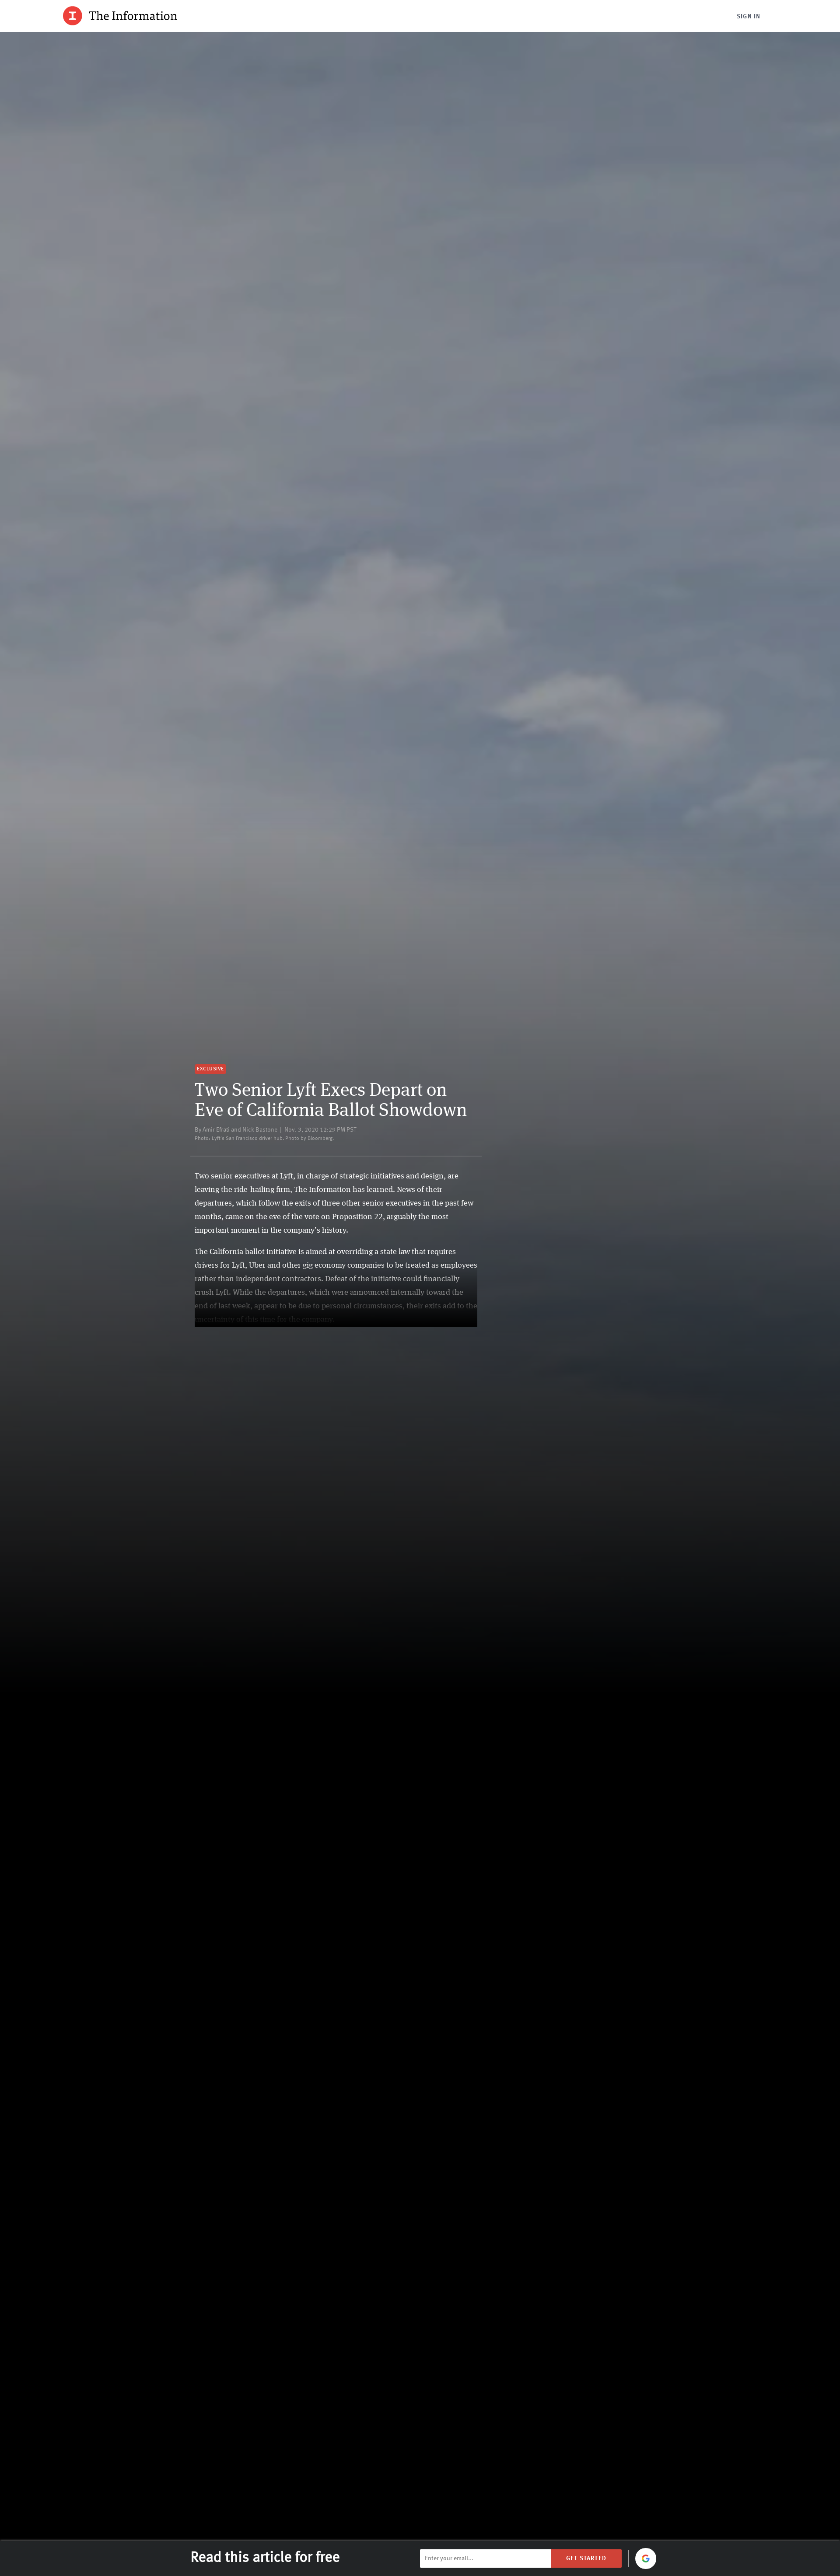 The Information
SIGN IN
EXCLUSIVE
Two Senior Lyft Execs Depart on
Eve of California Ballot Showdown
By Amir Efrati and Nick Bastone | Nov. 3, 2020 12:29 PM PST
Photo: Lyft's San Francisco driver hub. Photo by Bloomberg.
Two senior executives at Lyft, in charge of strategic initiatives and design, are
leaving the ride-hailing firm, The Information has learned. News of their
departures, which follow the exits of three other senior executives in the past few
months, came on the eve of the vote on Proposition 22, arguably the most
important moment in the company's history.
The California ballot initiative is aimed at overriding a state law that requires
drivers for Lyft, Uber and other gig economy companies to be treated as employees
rather than independent contractors. Defeat of the initiative could financially
crush Lyft. While the departures, which were announced internally toward the
end of last week, appear to be due to personal circumstances, their exits add to the
uncertainty of this time for the company.
Read this article for free
Enter your email...
GET STARTED